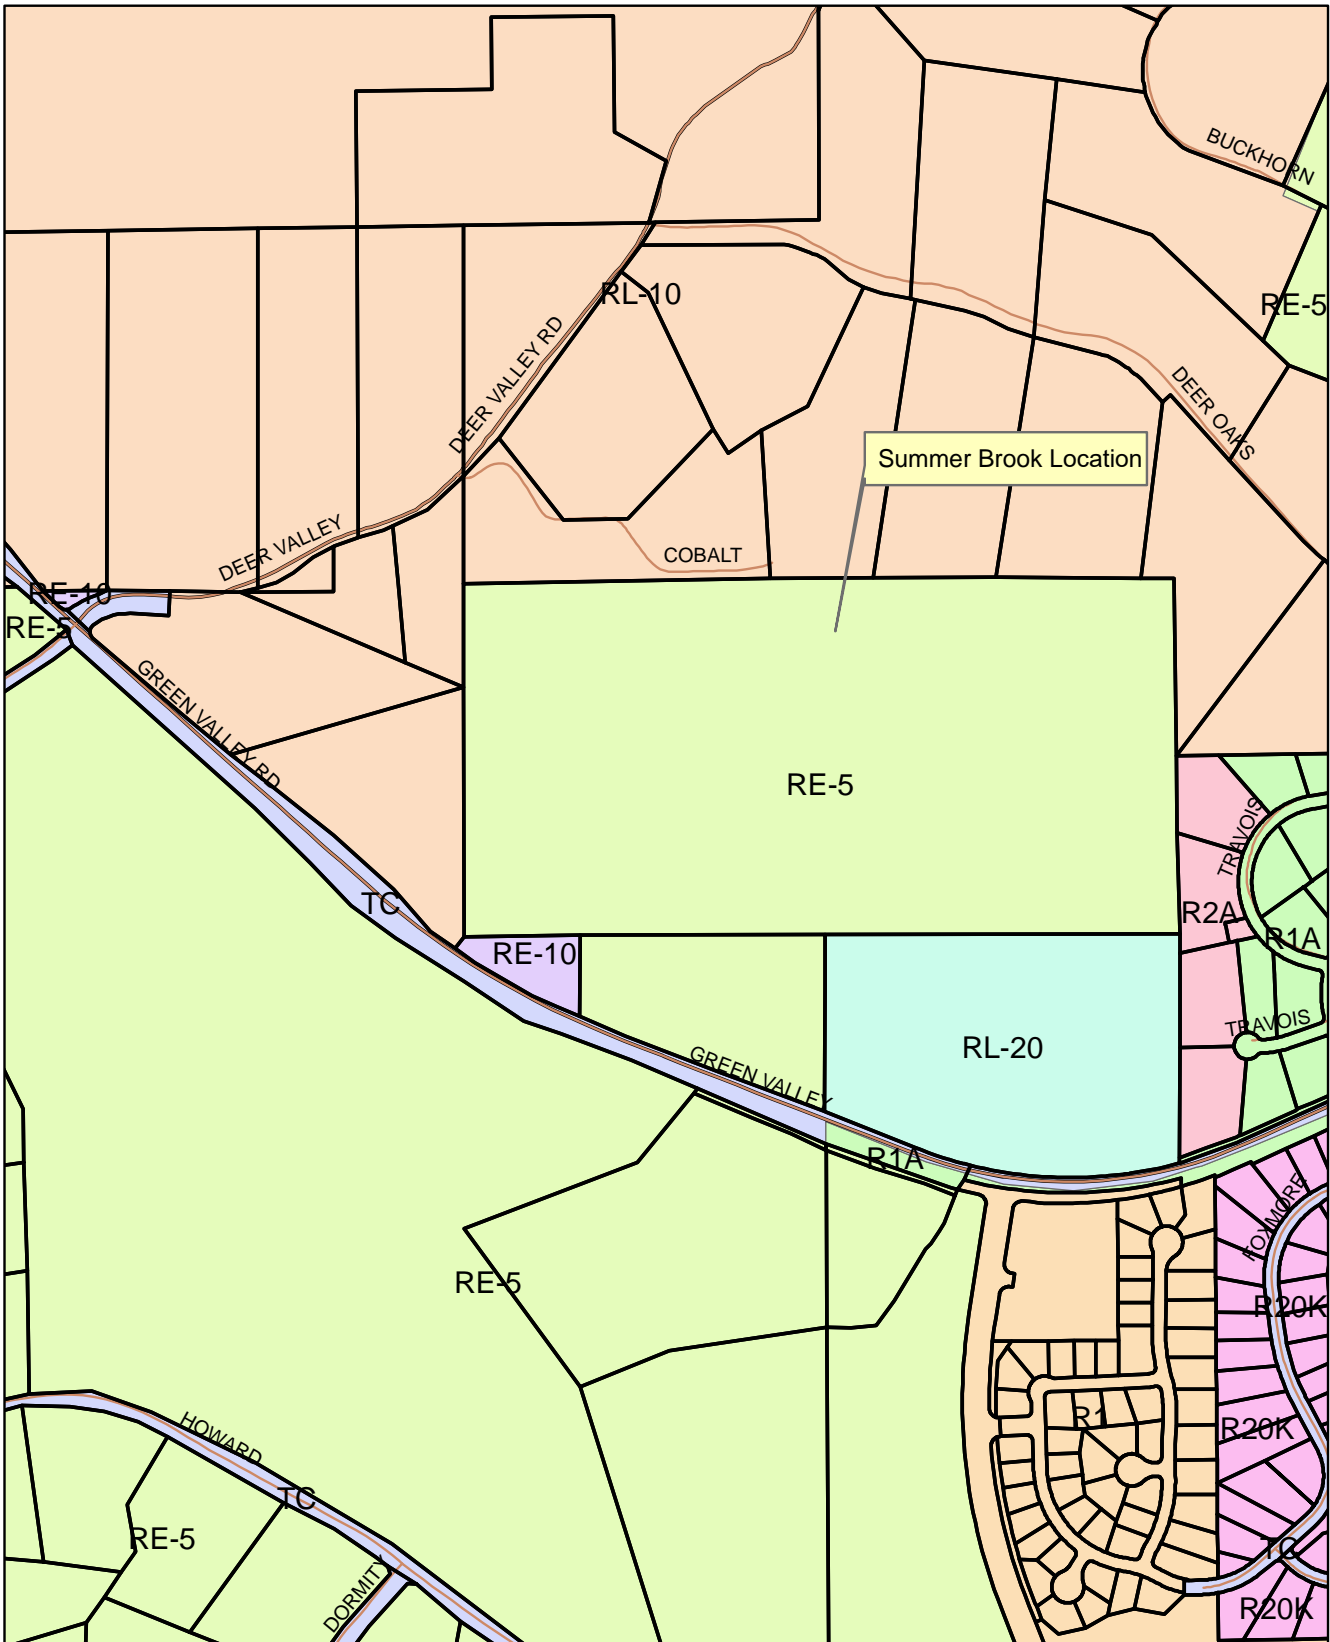 BUCKHORN
RL-10
RE-5
DEER VALLEY RD
DEER OAKS
Summer Brook Location
DEER VALLEY
COBALT
RE-10
RE-5
GREEN VALLEY RD
RE-5
TRAVOIS
TC
R2A
R1A
RE-10
TRAVOIS
RL-20
GREEN VALLEY
R1A
FOXMORE
RE-5
R20K
R1
R20K
HOWARD
TC
RE-5
TC
DORMITY
R20K